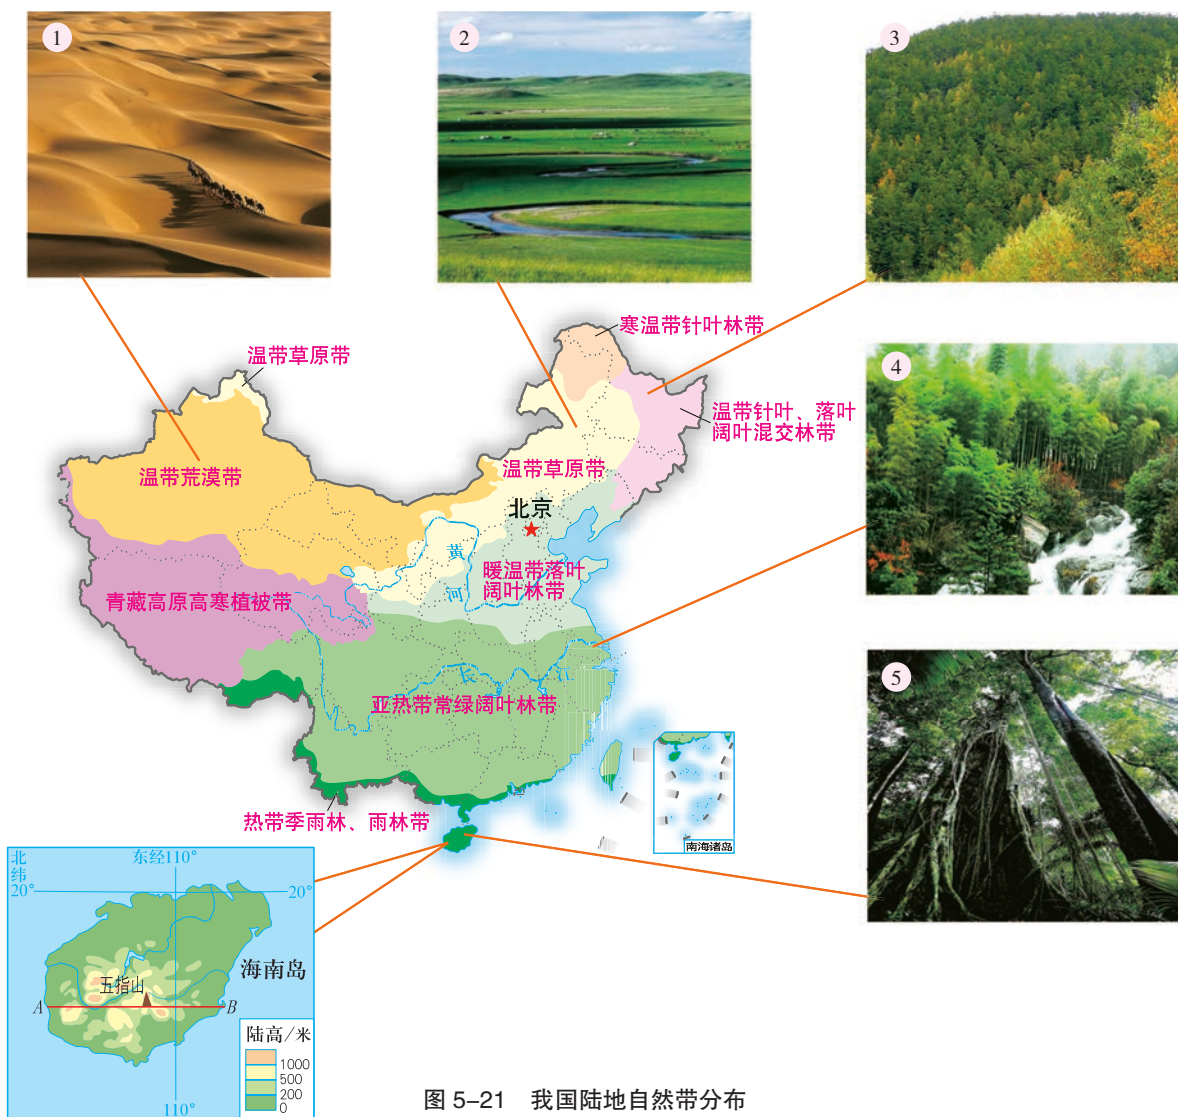 1
2
3
寒温带针叶林带
温带草原带
4
温带针叶、落叶
阔叶混交林带
温带荒漠带
温带草原带
北京
黄
河
暖温带落叶
阔叶林带
青藏高原高寒植被带
长
江
亚热带常绿阔叶林带
5
热带季雨林、雨林带
南海诸岛
北
纬
20°
东经110°
20°
海南岛
五指山
A
B
陆高/米
1000
500
200
0
110°
图 5-21 我国陆地自然带分布